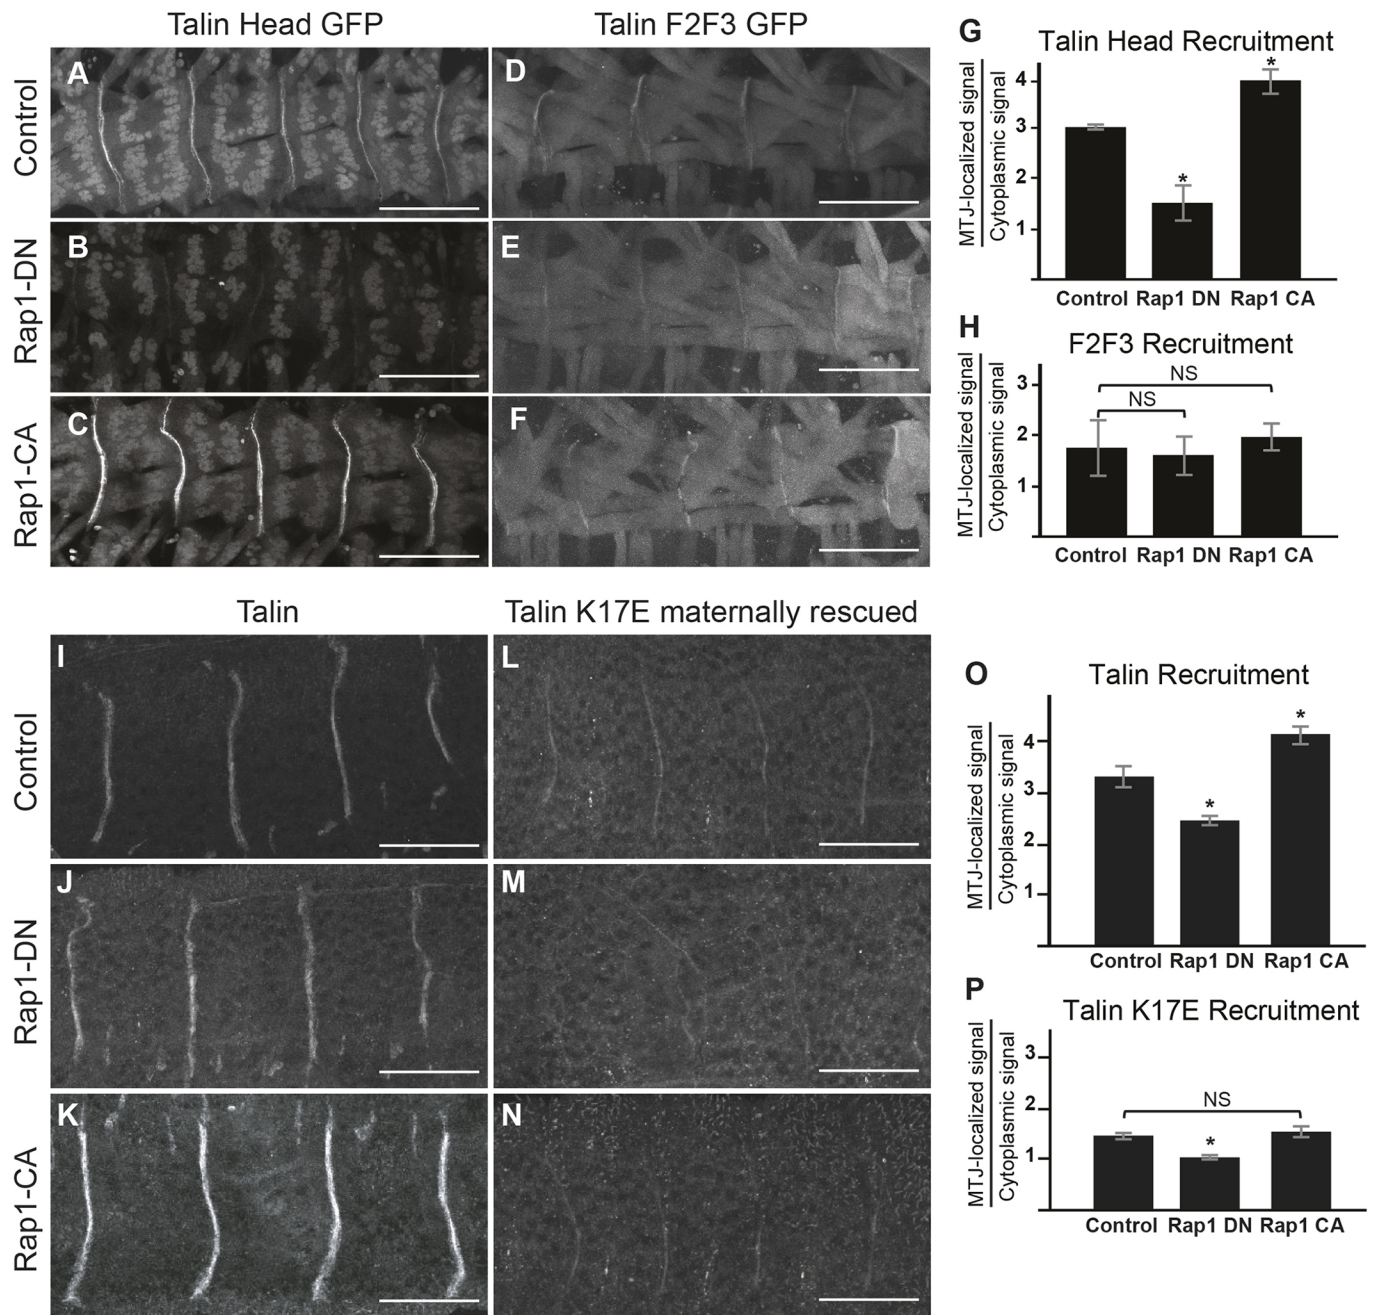 Talin Head GFP
Talin F2F3 GFP
Control
Rap1-DN
Rap1-CA
A
D
B
E
C
F
G
Talin Head Recruitment
MTJ-localized signal
Cytoplasmic signal
4
3
2
1
*
*
Control Rap1 DN Rap1 CA
H
F2F3 Recruitment
MTJ-localized signal
Cytoplasmic signal
3
2
1
NS
NS
Control Rap1 DN Rap1 CA
Talin
Talin K17E maternally rescued
Control
Rap1-DN
Rap1-CA
I
L
J
M
K
N
O
Talin Recruitment
MTJ-localized signal
Cytoplasmic signal
4
3
2
1
*
*
Control Rap1 DN Rap1 CA
P
Talin K17E Recruitment
MTJ-localized signal
Cytoplasmic signal
3
2
1
NS
*
Control Rap1 DN Rap1 CA